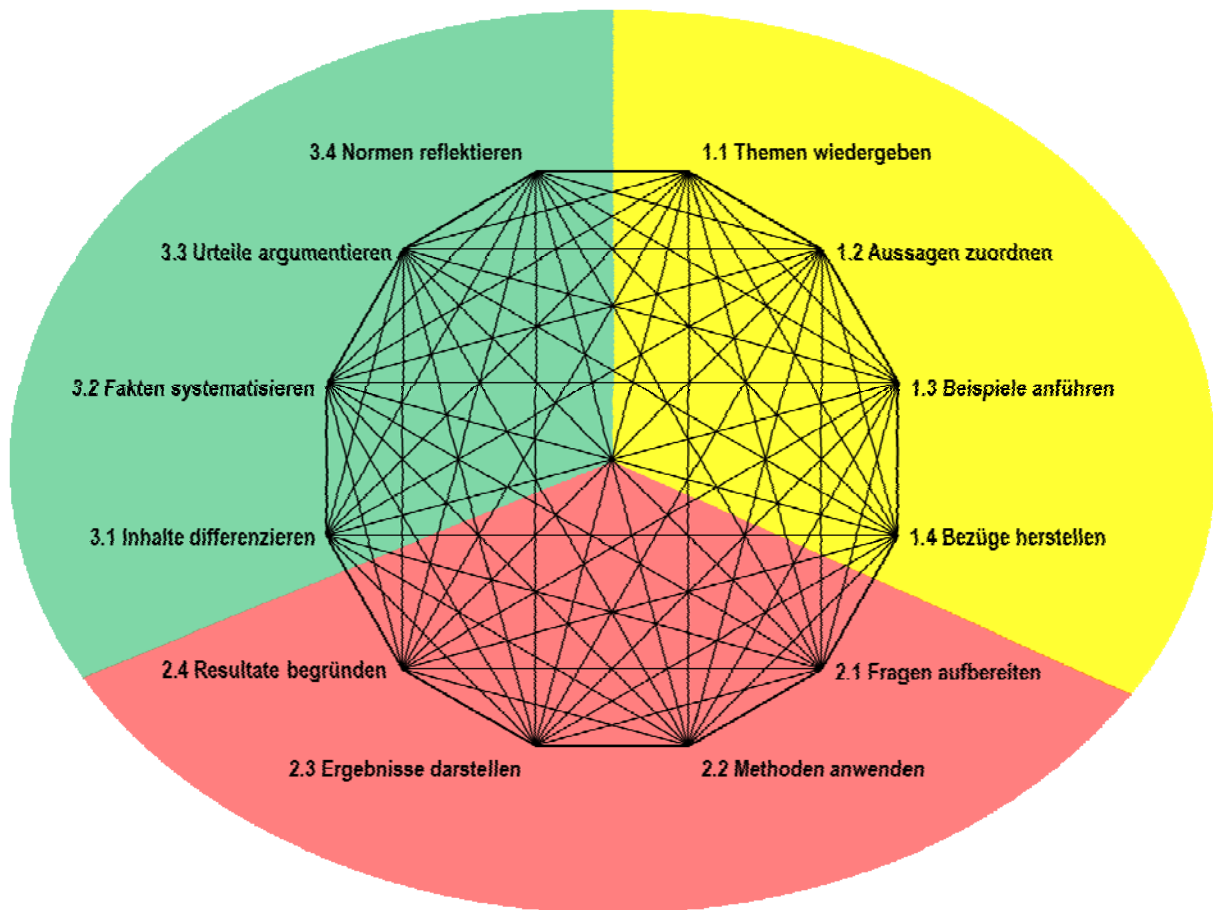 3.4 Normen reflektieren
1.1 Themen wiedergeben
3.3 Urteile argumentieren
1.2 Aussagen zuordnen
3.2 Fakten systematisieren
1.3 Beispiele anführen
3.1 Inhalte differenzieren
1.4 Bezüge herstellen
2.4 Resultate begründen
2.1 Fragen aufbereiten
2.3 Ergebnisse darstellen
2.2 Methoden anwenden